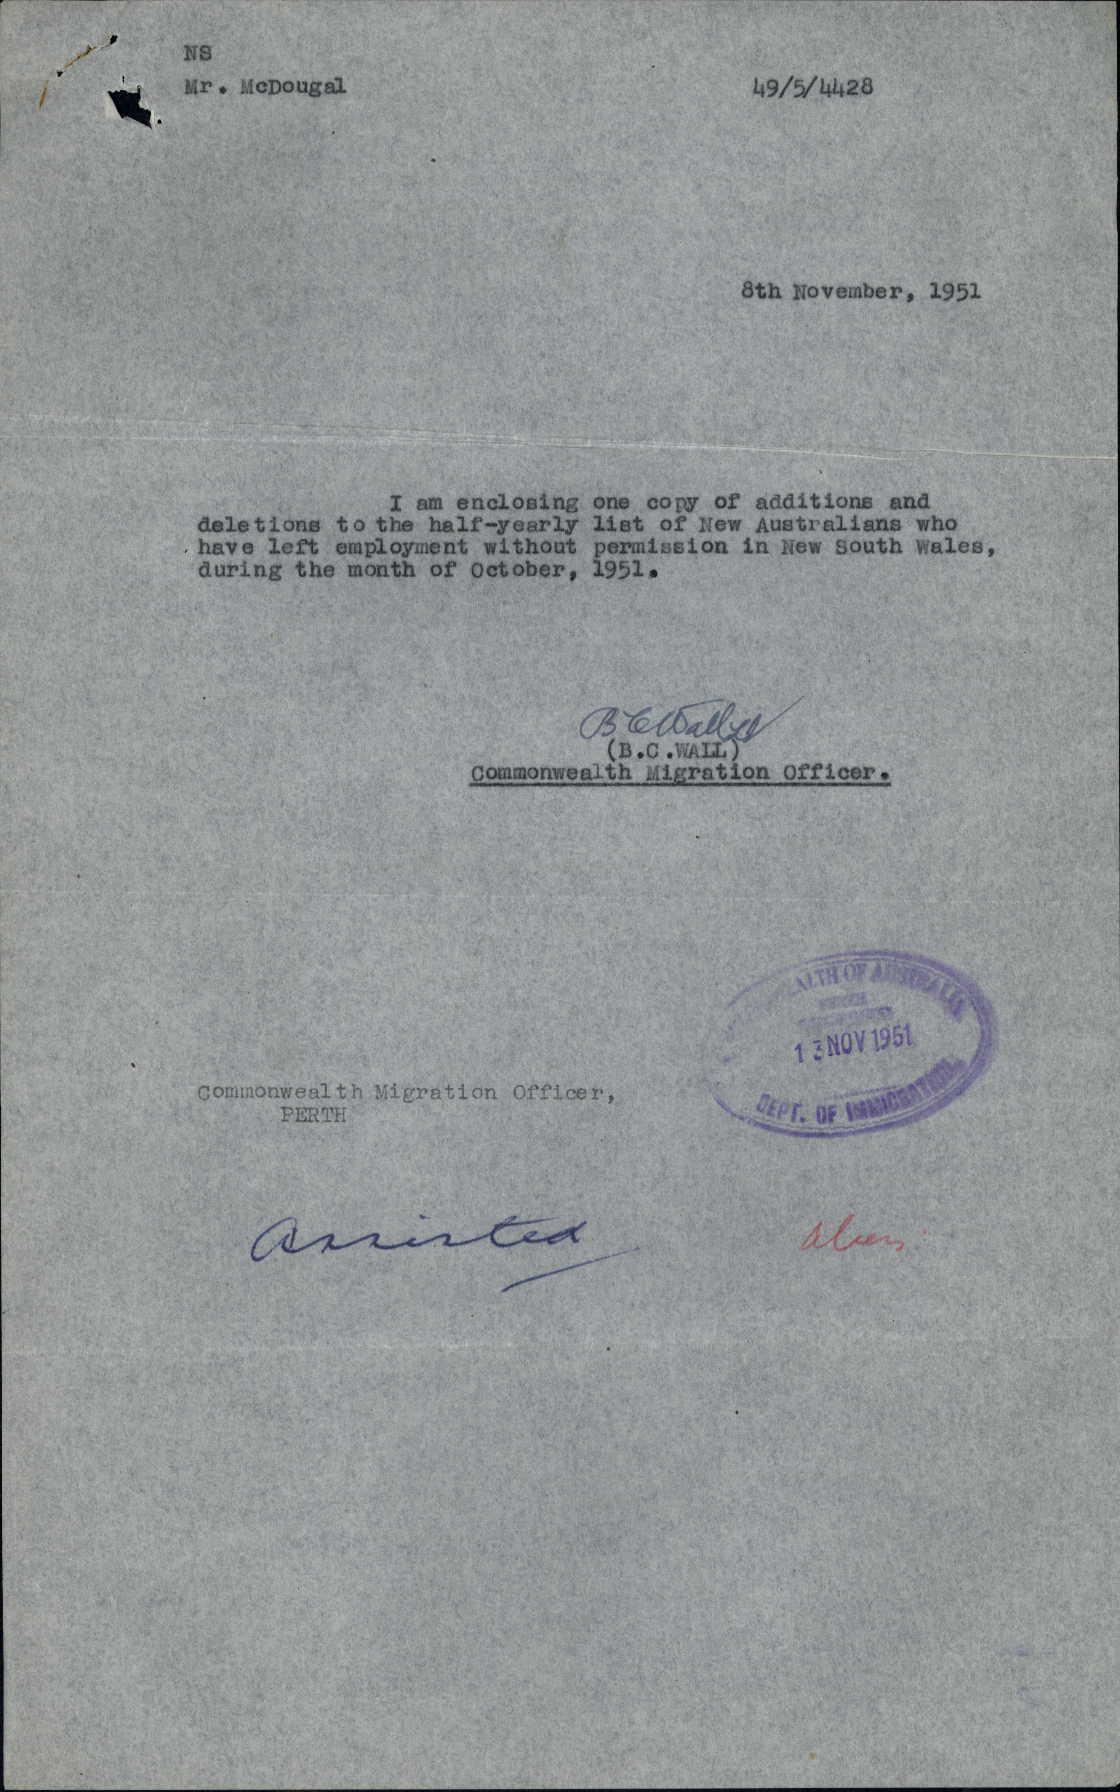 NS
Mr. McDougal
49/5/4428
8th November, 1951
I am enclosing one copy of additions and
deletions to the half-yearly list of New Australians who
have left employment without permission in New South Wales,
during the month of October, 1951.
(B.C.WALL)
Commonwealth Migration Officer.
OF AUSTRALIA
13 NOV 1951
DEPT. OF IMMIGRATION
Commonwealth Migration Officer,
PERTH
Assisted